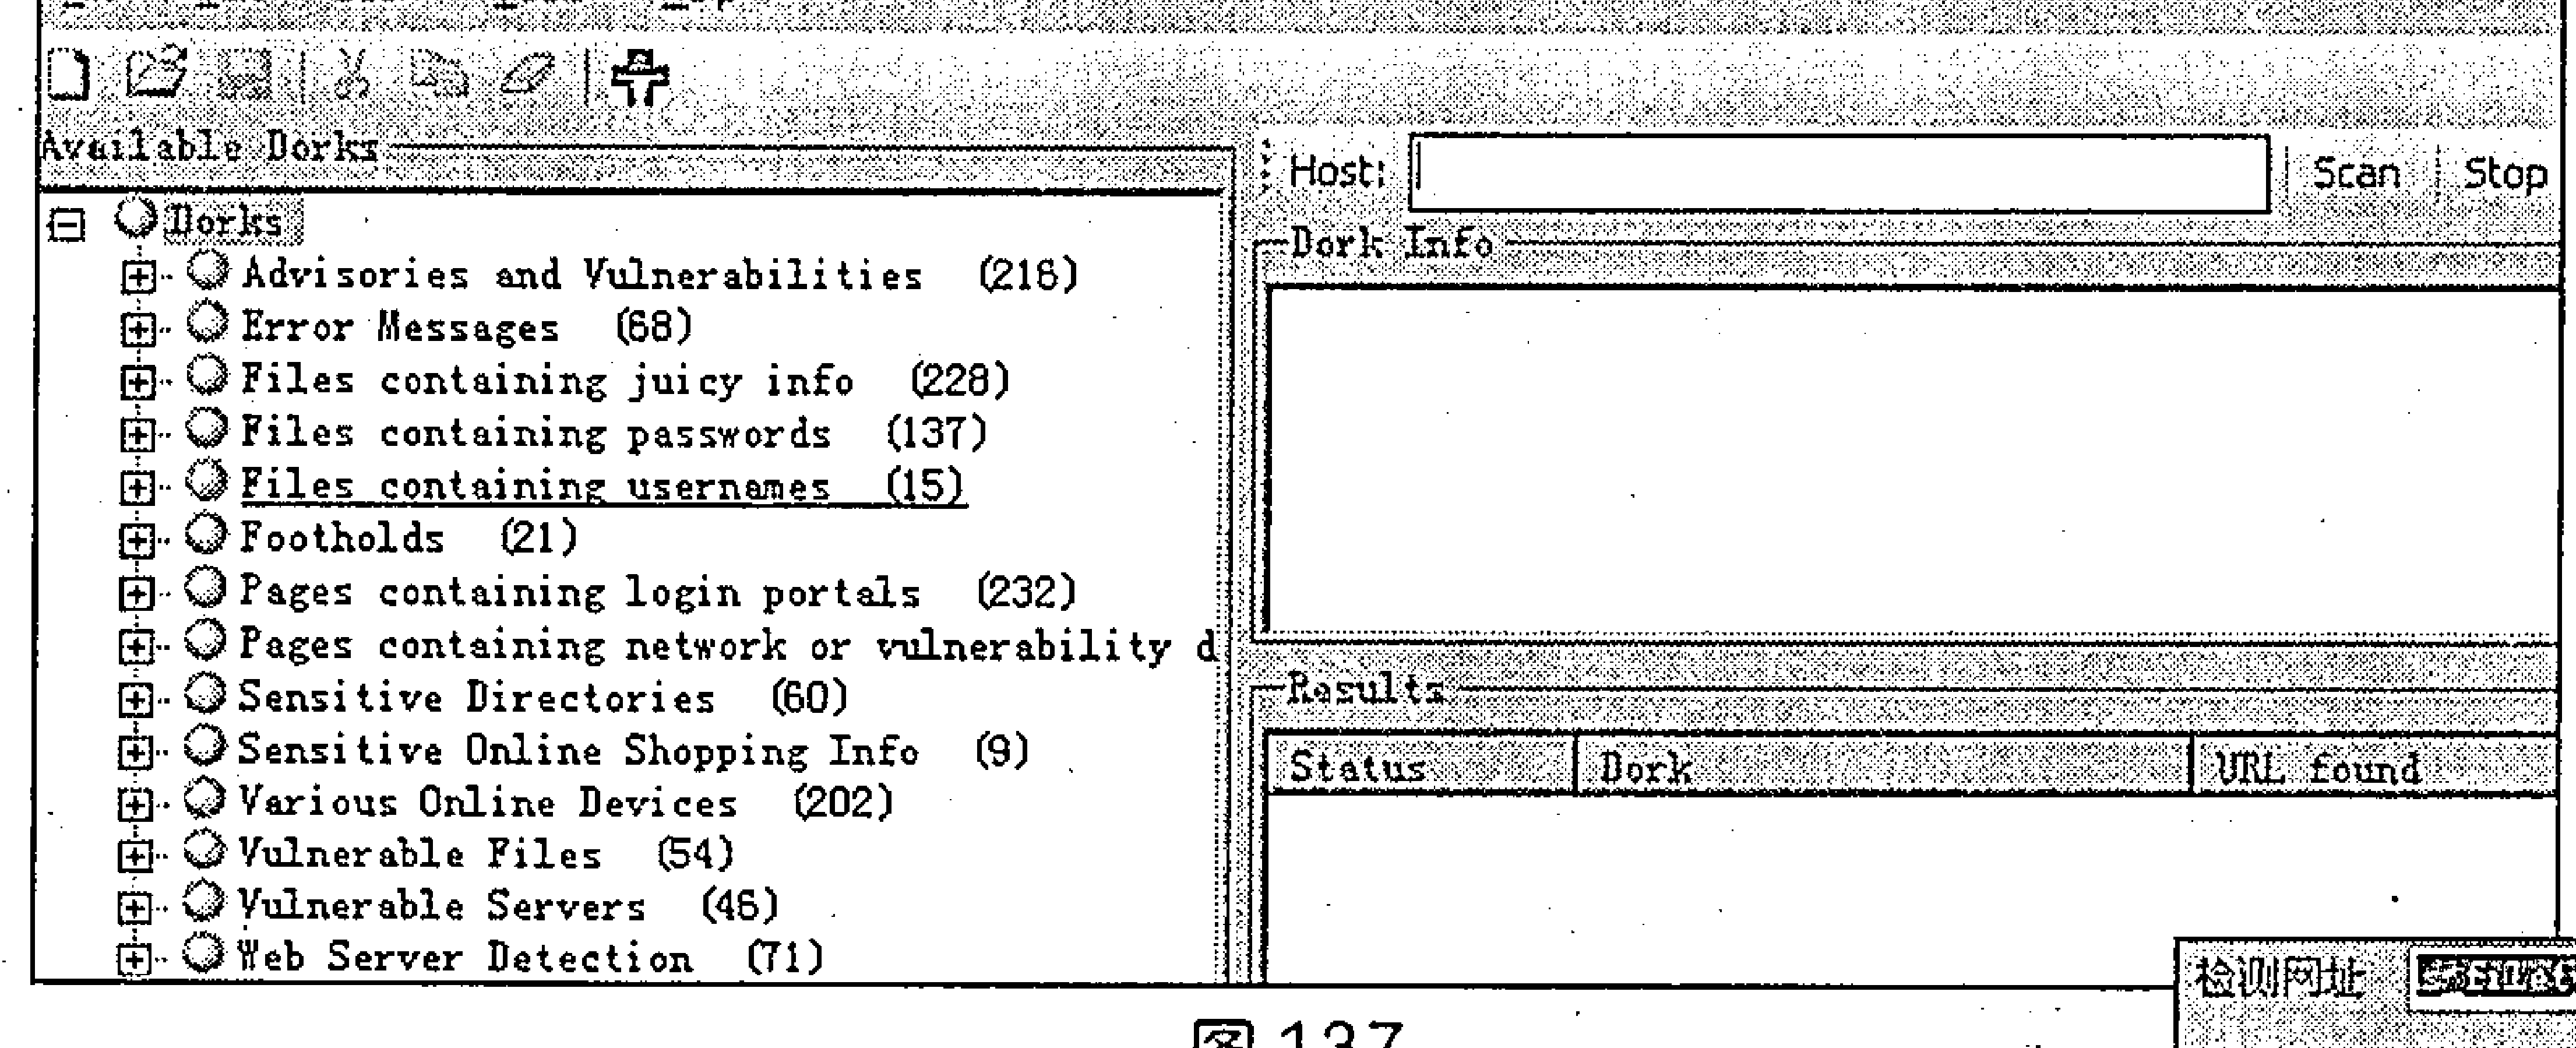 Available Dorks
Host:
Scan
Stop
Dorks
Dork Info
Advisories and Vulnerabilities (216)
Error Messages (68)
Files containing juicy info (228)
Files containing passwords (137)
Files containing usernames (15)
Footholds (21)
Pages containing login portals (232)
Pages containing network or vulnerability d
Sensitive Directories (60)
Sensitive Online Shopping Info (9)
Various Online Devices (202)
Vulnerable Files (54)
Vulnerable Servers (46)
Web Server Detection (71)
Results
Status
Dork
URL found
检测网址
图 137